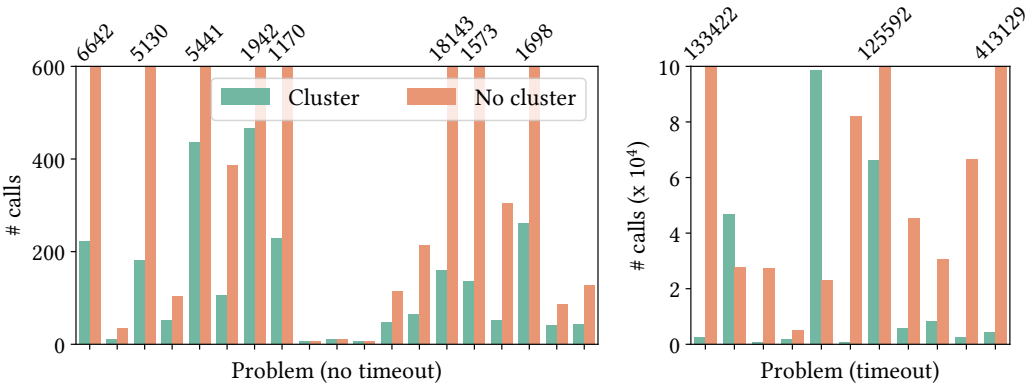 6642 5130 5441 1942 1170 18143 1573 1698
600
400
200
0
# calls
Cluster No cluster
Problem (no timeout)
133422 125592 413129
10
8
6
4
2
0
# calls (x 10⁴)
Problem (timeout)